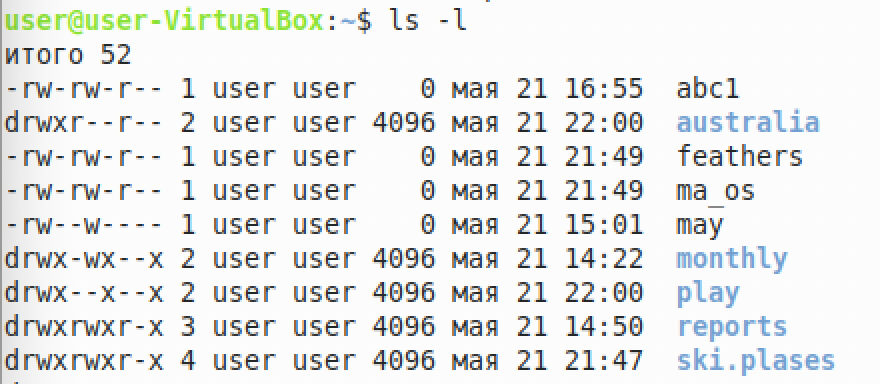 user@user-VirtualBox:~$ ls -l
итого 52
-rw-rw-r-- 1 user user    0 мая 21 16:55  abc1
drwxr--r-- 2 user user 4096 мая 21 22:00  australia
-rw-rw-r-- 1 user user    0 мая 21 21:49  feathers
-rw-rw-r-- 1 user user    0 мая 21 21:49  ma_os
-rw--w---- 1 user user    0 мая 21 15:01  may
drwx-wx--x 2 user user 4096 мая 21 14:22  monthly
drwx--x--x 2 user user 4096 мая 21 22:00  play
drwxrwxr-x 3 user user 4096 мая 21 14:50  reports
drwxrwxr-x 4 user user 4096 мая 21 21:47  ski.plases